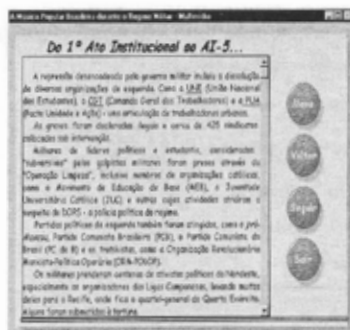 A Música Popular Brasileira durante o Regime Militar - Multimídia
Do 1º Ato Institucional ao AI-5...
A repressão desencadeada pelo governo militar incluiu a dissolução
de diversas organizações de esquerda. Como a UNE (União Nacional
dos Estudantes), o CGT (Comando Geral dos Trabalhadores) e a PUA
(Pacto Unidade e Ação) - uma articulação de trabalhadores urbanos.
As greves foram declaradas ilegais e cerca de 425 sindicatos
colocados sob intervenção.
Milhares de líderes políticos e estudantis, considerados
"subversivos" pelos golpistas militares foram presos através da
"Operação Limpeza", inclusive membros de organizações católicas,
como o Movimento de Educação de Base (MEB), a Juventude
Universitária Católica (JUC) e outras cujas atividades atraíram a
suspeita do DOPS - a polícia política do regime.
Partidos políticos de esquerda também foram atingidos, como o
Partido Comunista Brasileiro (PCB), o Partido Comunista do
Brasil (PC do B) e os trotskistas, como a Organização Revolucionária
Marxista-Política Operária (ORM-POLOP).
Os militares prenderam centenas de ativistas políticos do Nordeste,
especialmente os organizadores das Ligas Camponesas, levando muitos
deles para o Recife, onde fica o quartel-general do Quarto Exército.
Alguns foram submetidos à tortura.
Menu
Voltar
Seguir
Sair